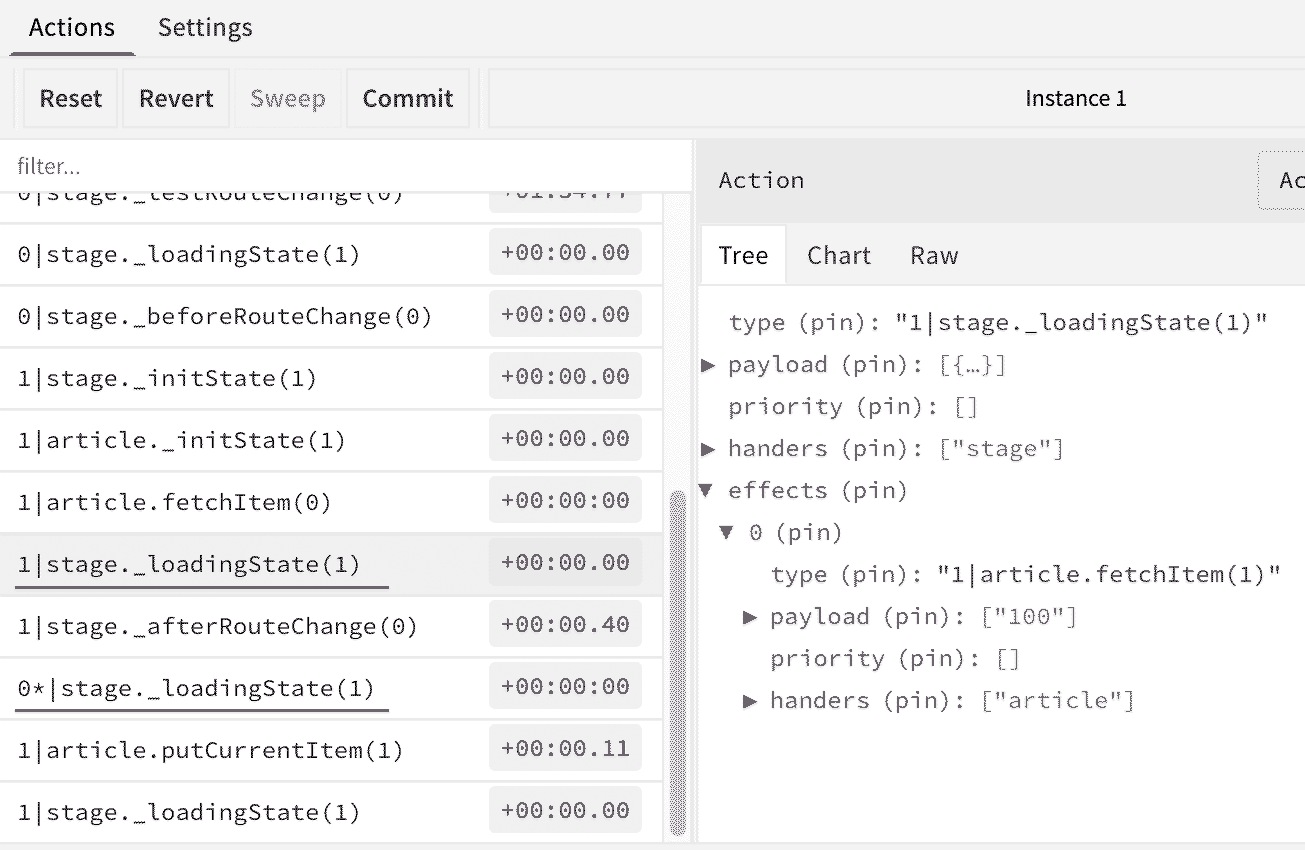 Actions Settings
Reset Revert Sweep Commit Instance 1
filter...
0|stage._testRouteChange(0)
0|stage._loadingState(1) +00:00.00
0|stage._beforeRouteChange(0) +00:00.00
1|stage._initState(1) +00:00.00
1|article._initState(1) +00:00.00
1|article.fetchItem(0) +00:00:00
1|stage._loadingState(1) +00:00.00
1|stage._afterRouteChange(0) +00:00.40
0*|stage._loadingState(1) +00:00:00
1|article.putCurrentItem(1) +00:00.11
1|stage._loadingState(1) +00:00.00
Action Ac
Tree Chart Raw
type (pin): "1|stage._loadingState(1)"
▶ payload (pin): [{…}]
priority (pin): []
▶ handers (pin): ["stage"]
▼ effects (pin)
▼ 0 (pin)
type (pin): "1|article.fetchItem(1)"
▶ payload (pin): ["100"]
priority (pin): []
▶ handers (pin): ["article"]